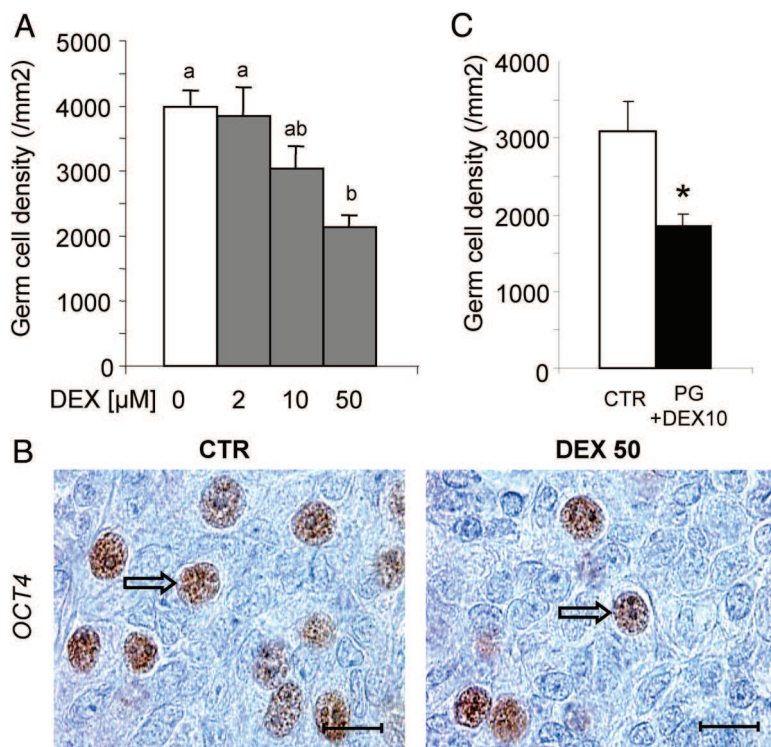 A
Germ cell density (/mm2)
5000
4000
3000
2000
1000
0
a
a
ab
b
DEX [µM] 0 2 10 50
C
Germ cell density (/mm2)
4000
3000
2000
1000
0
*
CTR
PG
+DEX10
B
CTR
DEX 50
OCT4